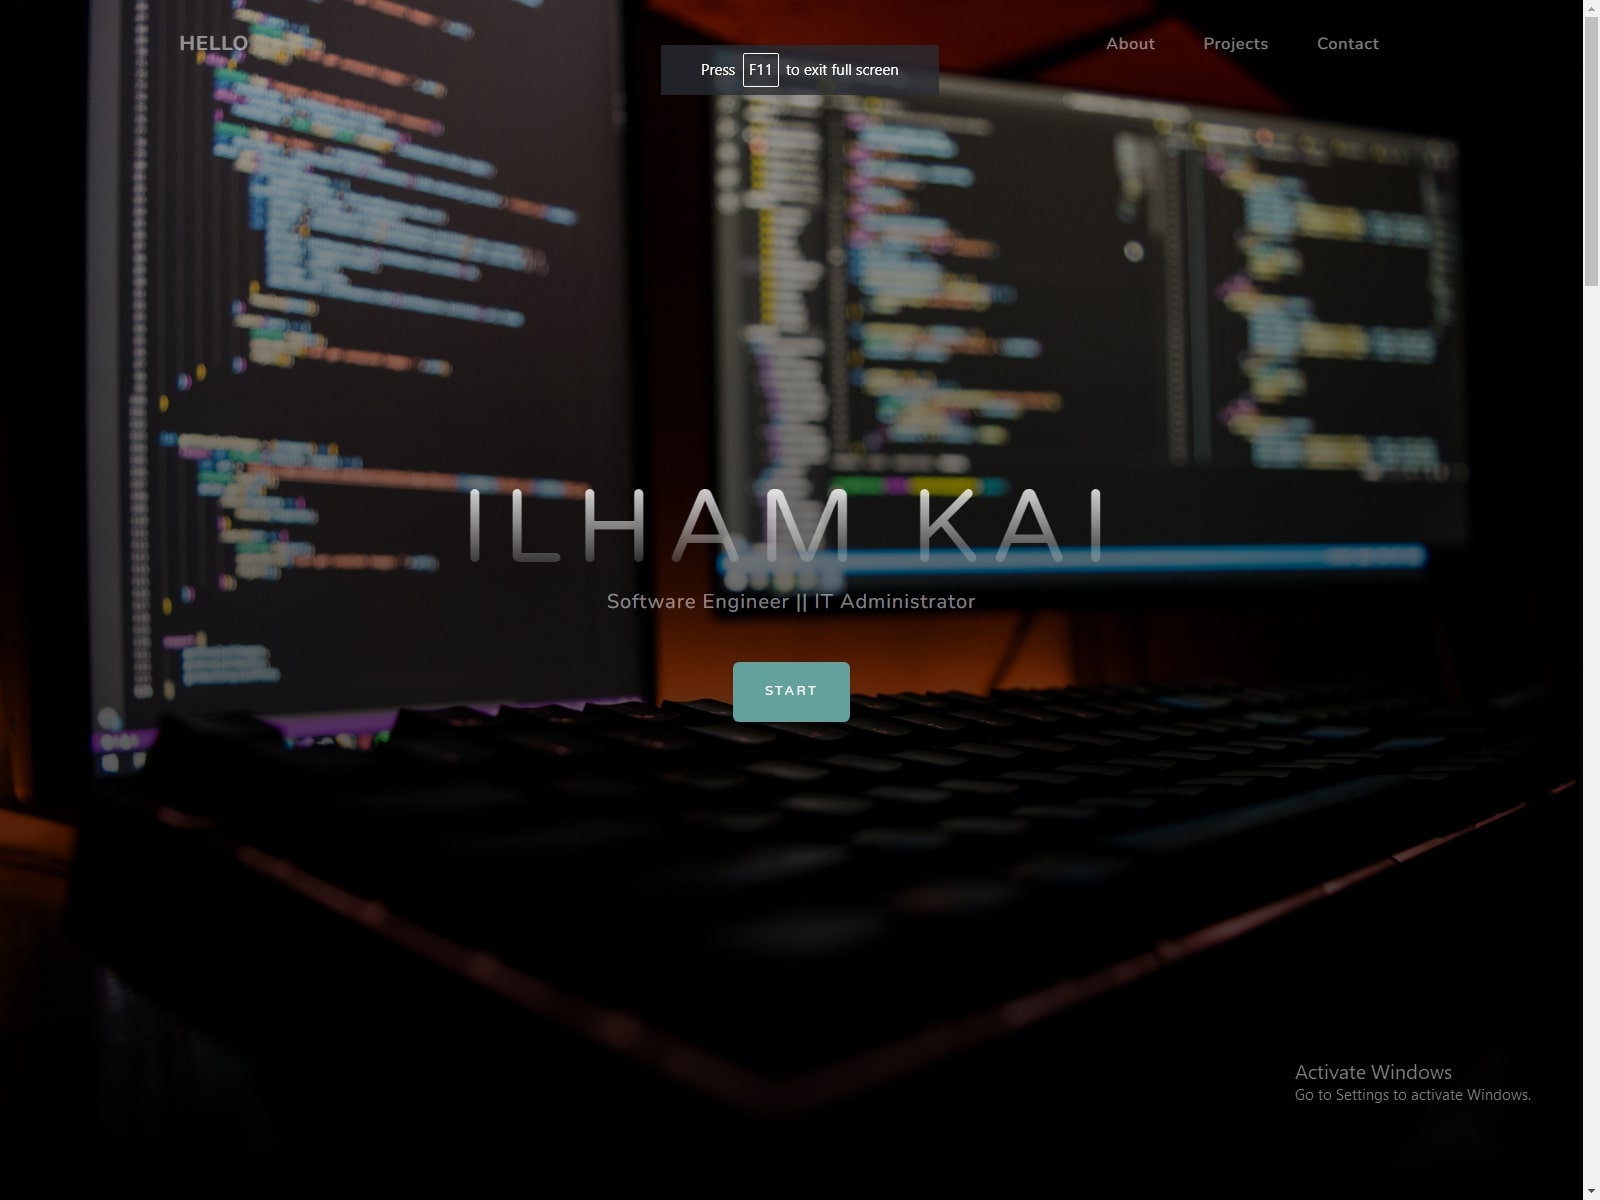 HELLO
About Projects Contact
Press F11 to exit full screen
ILHAM KAI
Software Engineer || IT Administrator
START
Activate Windows
Go to Settings to activate Windows.